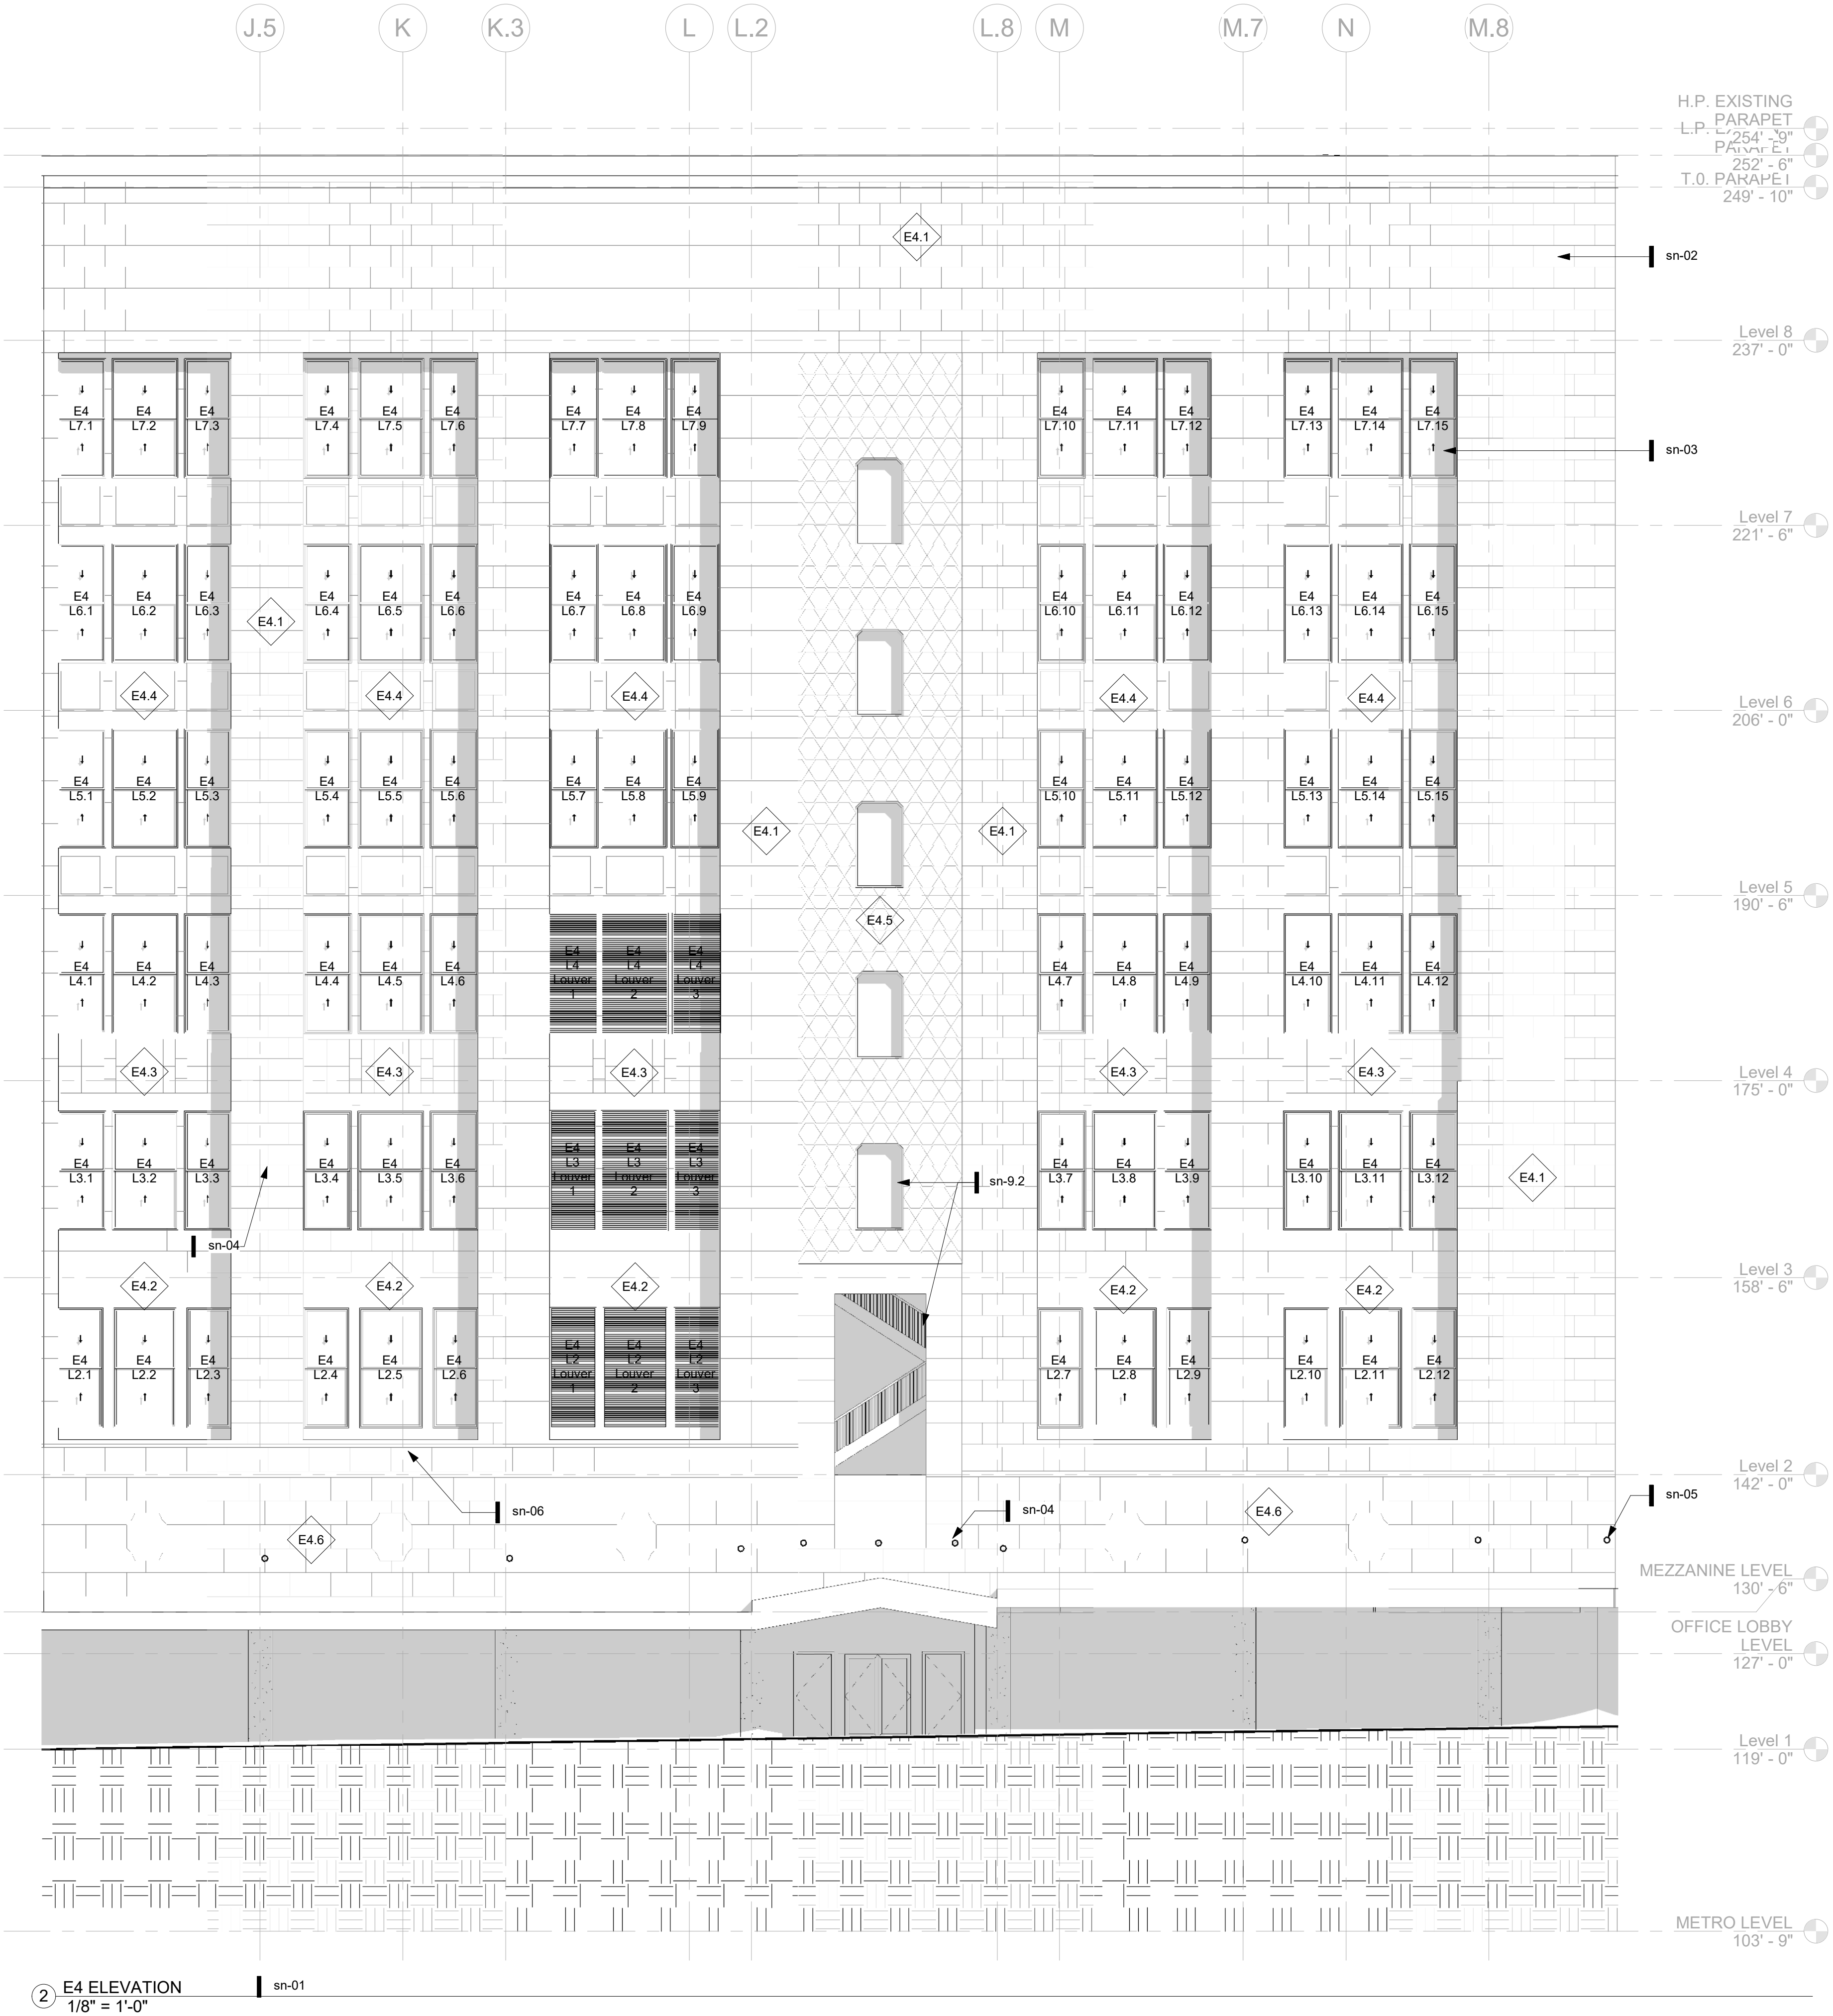 J.5 K K.3 L L.2 L.8 M M.7 N M.8
H.P. EXISTING
PARAPET
254' - 9"
PARAPET
252' - 6"
T.0. PARAPET
249' - 10"
E4.1
sn-02
Level 8
237' - 0"
E4 E4 E4 E4 E4 E4 E4 E4 E4 E4 E4 E4 E4 E4 E4
L7.1 L7.2 L7.3 L7.4 L7.5 L7.6 L7.7 L7.8 L7.9 L7.10 L7.11 L7.12 L7.13 L7.14 L7.15
sn-03
Level 7
221' - 6"
E4 E4 E4 E4 E4 E4 E4 E4 E4 E4 E4 E4 E4 E4 E4
L6.1 L6.2 L6.3 L6.4 L6.5 L6.6 L6.7 L6.8 L6.9 L6.10 L6.11 L6.12 L6.13 L6.14 L6.15
E4.1
E4.4 E4.4 E4.4 E4.4 E4.4
Level 6
206' - 0"
E4 E4 E4 E4 E4 E4 E4 E4 E4 E4 E4 E4 E4 E4 E4
L5.1 L5.2 L5.3 L5.4 L5.5 L5.6 L5.7 L5.8 L5.9 L5.10 L5.11 L5.12 L5.13 L5.14 L5.15
E4.1 E4.1
Level 5
190' - 6"
E4.5
E4 E4 E4 E4 E4 E4 E4 E4 E4 E4 E4 E4 E4 E4 E4
L4.1 L4.2 L4.3 L4.4 L4.5 L4.6 L4 L4 L4 L4.7 L4.8 L4.9 L4.10 L4.11 L4.12
Louver Louver Louver
1 2 3
E4.3 E4.3 E4.3 E4.3 E4.3
Level 4
175' - 0"
E4 E4 E4 E4 E4 E4 E4 E4 E4 E4 E4 E4 E4 E4 E4
L3.1 L3.2 L3.3 L3.4 L3.5 L3.6 L3 L3 L3 L3.7 L3.8 L3.9 L3.10 L3.11 L3.12
Louver Louver Louver
1 2 3
E4.1
sn-9.2
sn-04
E4.2 E4.2 E4.2 E4.2 E4.2
Level 3
158' - 6"
E4 E4 E4 E4 E4 E4 E4 E4 E4 E4 E4 E4 E4 E4 E4
L2.1 L2.2 L2.3 L2.4 L2.5 L2.6 L2 L2 L2 L2.7 L2.8 L2.9 L2.10 L2.11 L2.12
Louver Louver Louver
1 2 3
Level 2
142' - 0"
sn-06 sn-04 E4.6 sn-05
E4.6
MEZZANINE LEVEL
130' - 6"
OFFICE LOBBY
LEVEL
127' - 0"
Level 1
119' - 0"
METRO LEVEL
103' - 9"
2 E4 ELEVATION sn-01
1/8" = 1'-0"